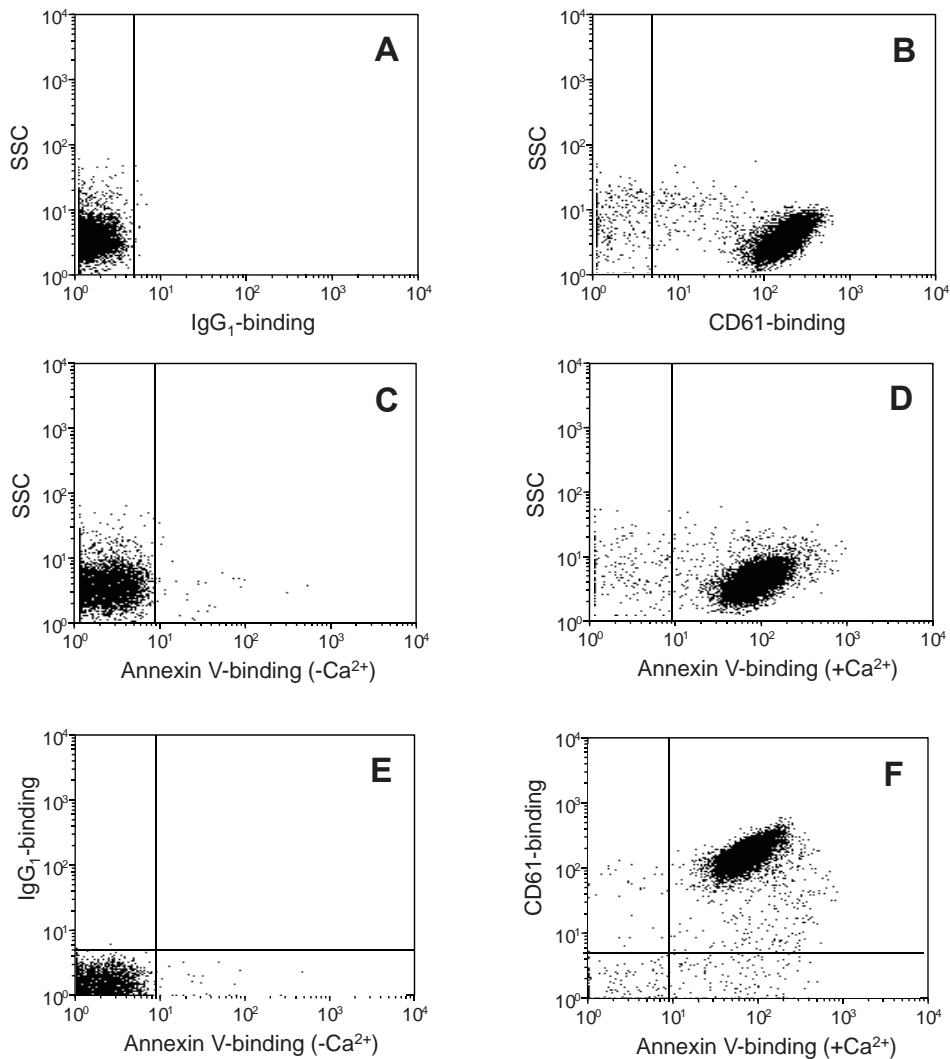 A
10⁴
10³
10²
10¹
10⁰
SSC
10⁰ 10¹ 10² 10³ 10⁴
IgG₁-binding
B
10⁴
10³
10²
10¹
10⁰
SSC
10⁰ 10¹ 10² 10³ 10⁴
CD61-binding
C
10⁴
10³
10²
10¹
10⁰
SSC
10⁰ 10¹ 10² 10³ 10⁴
Annexin V-binding (-Ca²⁺)
D
10⁴
10³
10²
10¹
10⁰
SSC
10⁰ 10¹ 10² 10³ 10⁴
Annexin V-binding (+Ca²⁺)
E
10⁴
10³
10²
10¹
10⁰
IgG₁-binding
10⁰ 10¹ 10² 10³ 10⁴
Annexin V-binding (-Ca²⁺)
F
10⁴
10³
10²
10¹
10⁰
CD61-binding
10⁰ 10¹ 10² 10³ 10⁴
Annexin V-binding (+Ca²⁺)